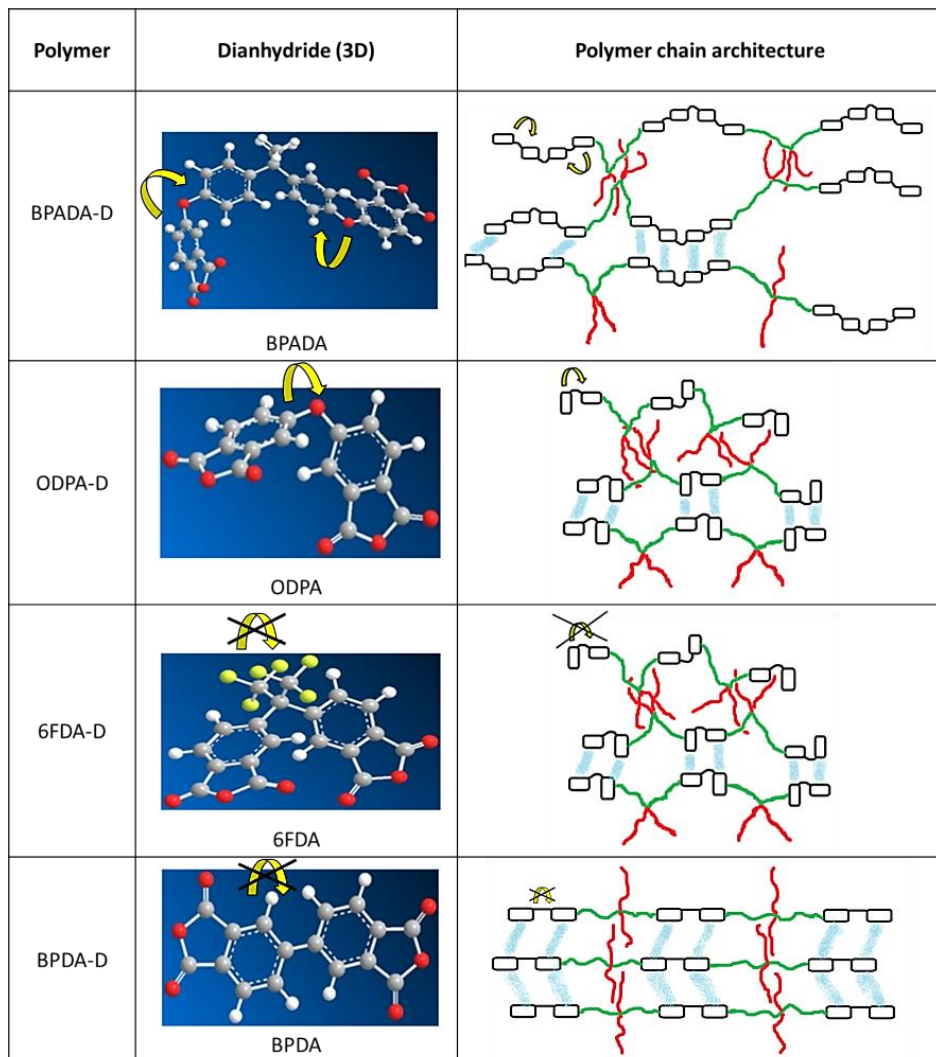 Polymer
Dianhydride (3D)
Polymer chain architecture
BPADA-D
BPADA
ODPA-D
ODPA
6FDA-D
6FDA
BPDA-D
BPDA